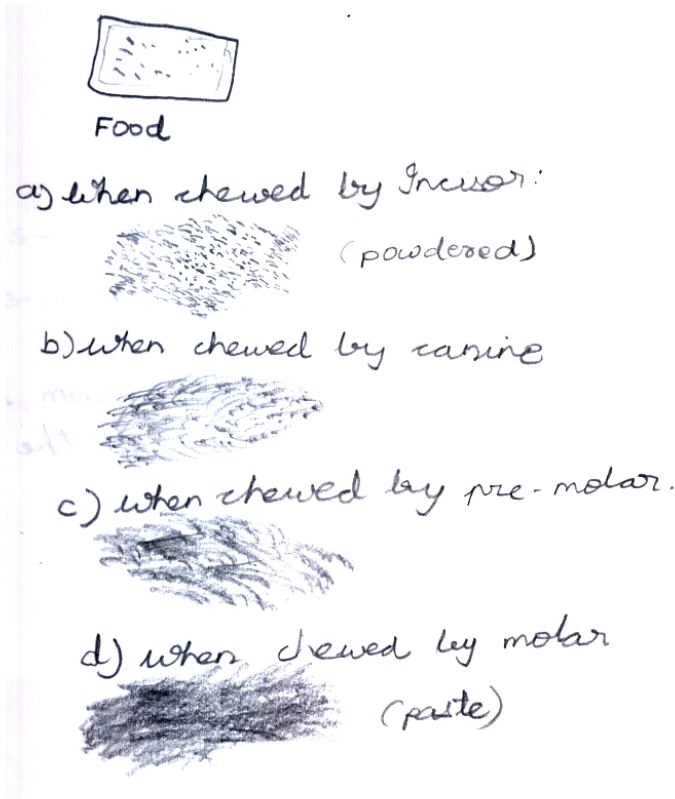 Food
a) when chewed by Incisor:
(powdered)
b) when chewed by canine
c) when chewed by pre-molar.
d) when chewed by molar
(paste)